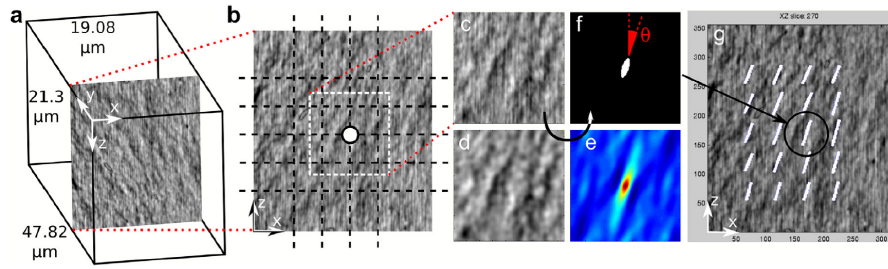 a
19.08
µm
21.3
µm
47.82
µm
y
x
z
b
z
x
c
d
f
θ
e
g
XZ slice: 270
350
300
250
200
150
100
50
z
x
50 100 150 200 250 300